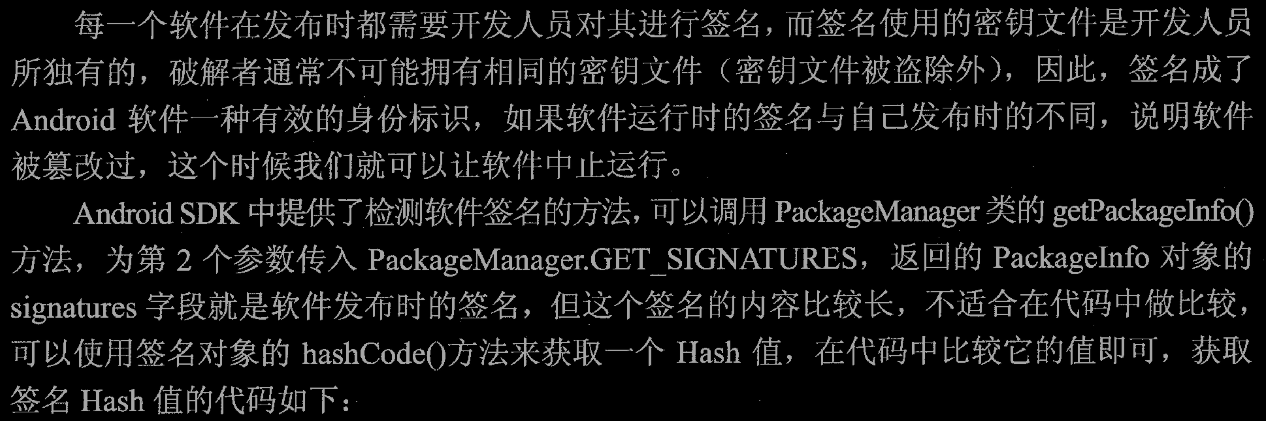 每一个软件在发布时都需要开发人员对其进行签名，而签名使用的密钥文件是开发人员
所独有的，破解者通常不可能拥有相同的密钥文件（密钥文件被盗除外），因此，签名成了
Android 软件一种有效的身份标识，如果软件运行时的签名与自己发布时的不同，说明软件
被篡改过，这个时候我们就可以让软件中止运行。
Android SDK 中提供了检测软件签名的方法，可以调用 PackageManager 类的 getPackageInfo()
方法，为第 2 个参数传入 PackageManager.GET_SIGNATURES，返回的 PackageInfo 对象的
signatures 字段就是软件发布时的签名，但这个签名的内容比较长，不适合在代码中做比较，
可以使用签名对象的 hashCode()方法来获取一个 Hash 值，在代码中比较它的值即可，获取
签名 Hash 值的代码如下：